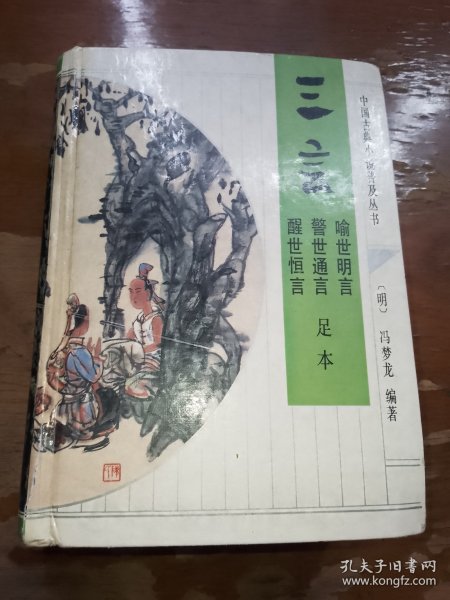 中国古典小说普及丛书
三言
喻世明言
警世通言
醒世恒言
足本
〔明〕 冯梦龙 编著
孔夫子旧书网
www.kongfz.com